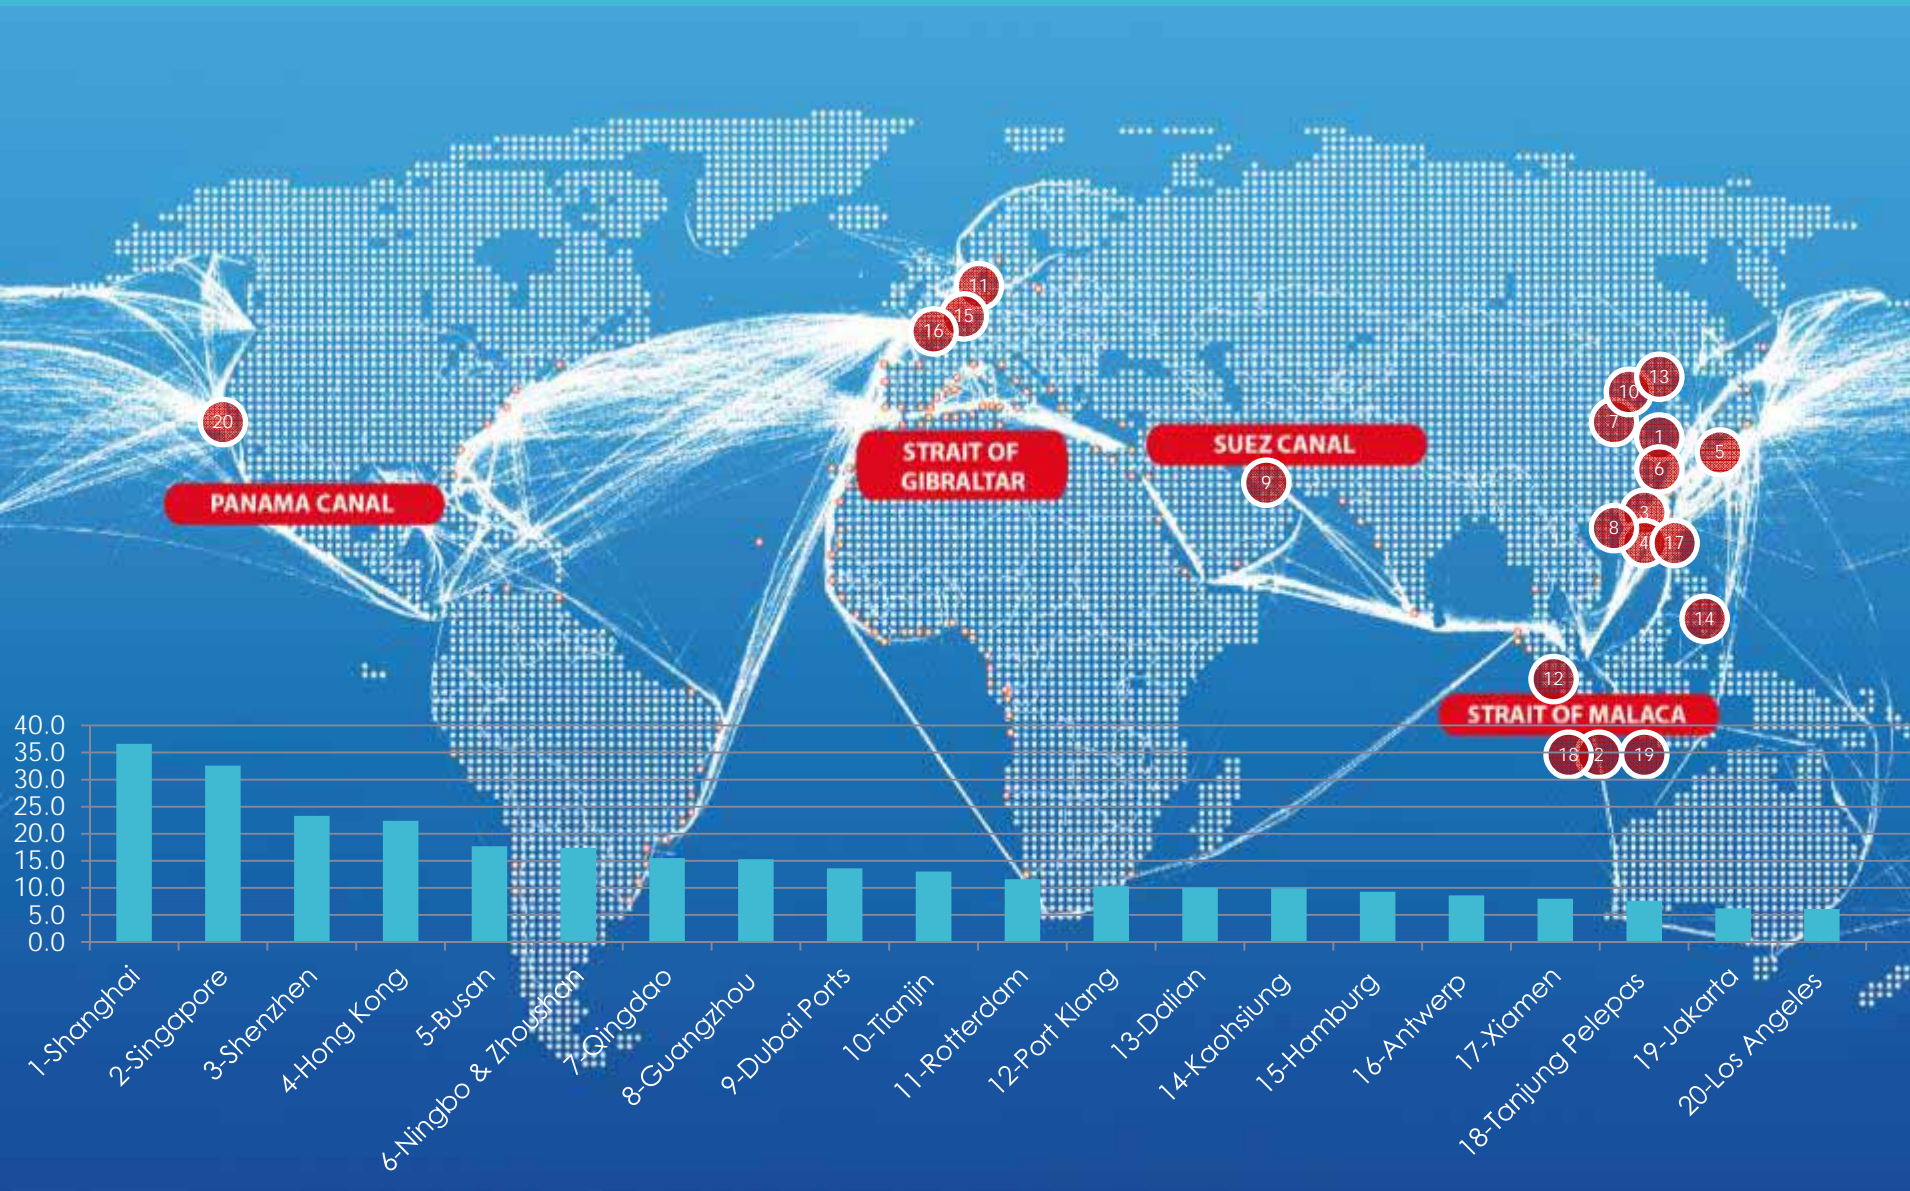 11
15
16
13
10
20
7
1
STRAIT OF
GIBRALTAR
SUEZ CANAL
5
6
9
PANAMA CANAL
3
8
4
17
14
12
STRAIT OF MALACA
18
2
19
40.0
35.0
30.0
25.0
20.0
15.0
10.0
5.0
0.0
1-Shanghai
2-Singapore
3-Shenzhen
4-Hong Kong
5-Busan
6-Ningbo & Zhoushan
7-Qingdao
8-Guangzhou
9-Dubai Ports
10-Tianjin
11-Rotterdam
12-Port Klang
13-Dalian
14-Kaohsiung
15-Hamburg
16-Antwerp
17-Xiamen
18-Tanjung Pelepas
19-Jakarta
20-Los Angeles